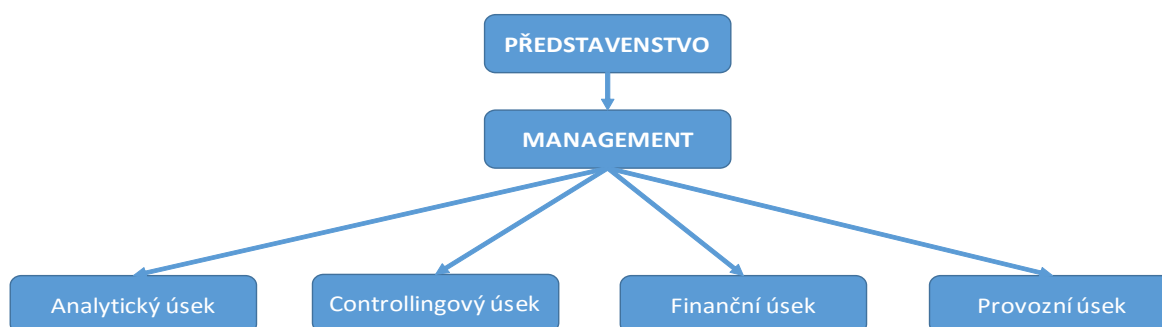 PŘEDSTAVENSTVO
MANAGEMENT
Analytický úsek
Controllingový úsek
Finanční úsek
Provozní úsek